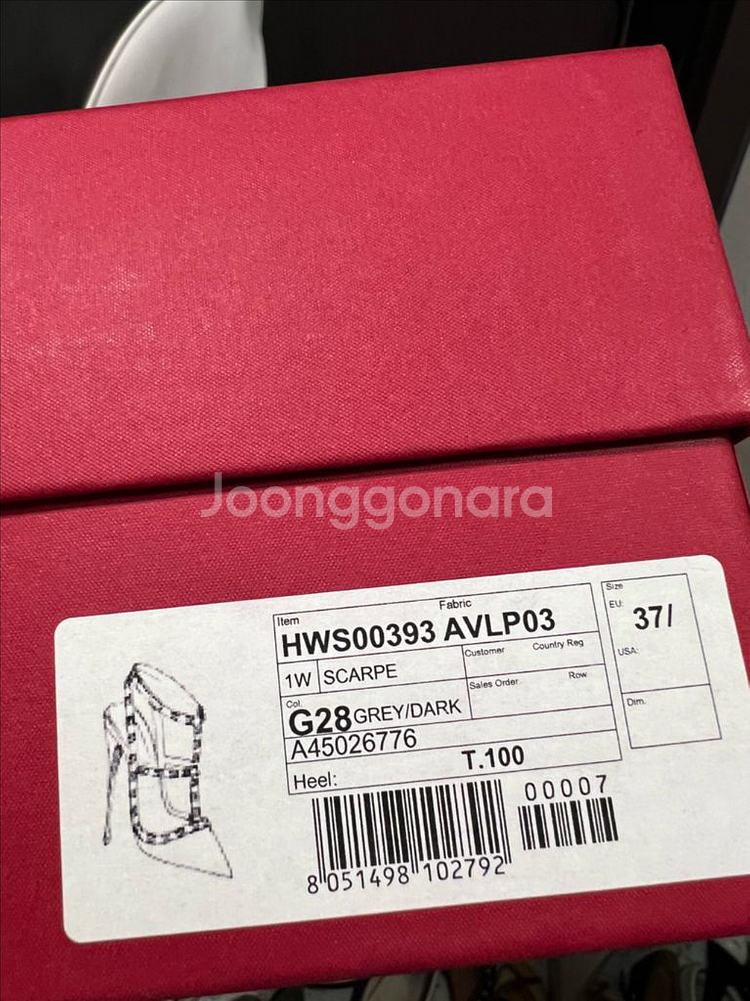 Joonggonara
Item Fabric
HWS00393 AVLP03
1W SCARPE
Customer Country Reg
Col.
G28 GREY/DARK
Sales Order Row
A45026776
Heel: T.100
Size
EU: 37/
USA:
Dim.
00007
8 051498 102792